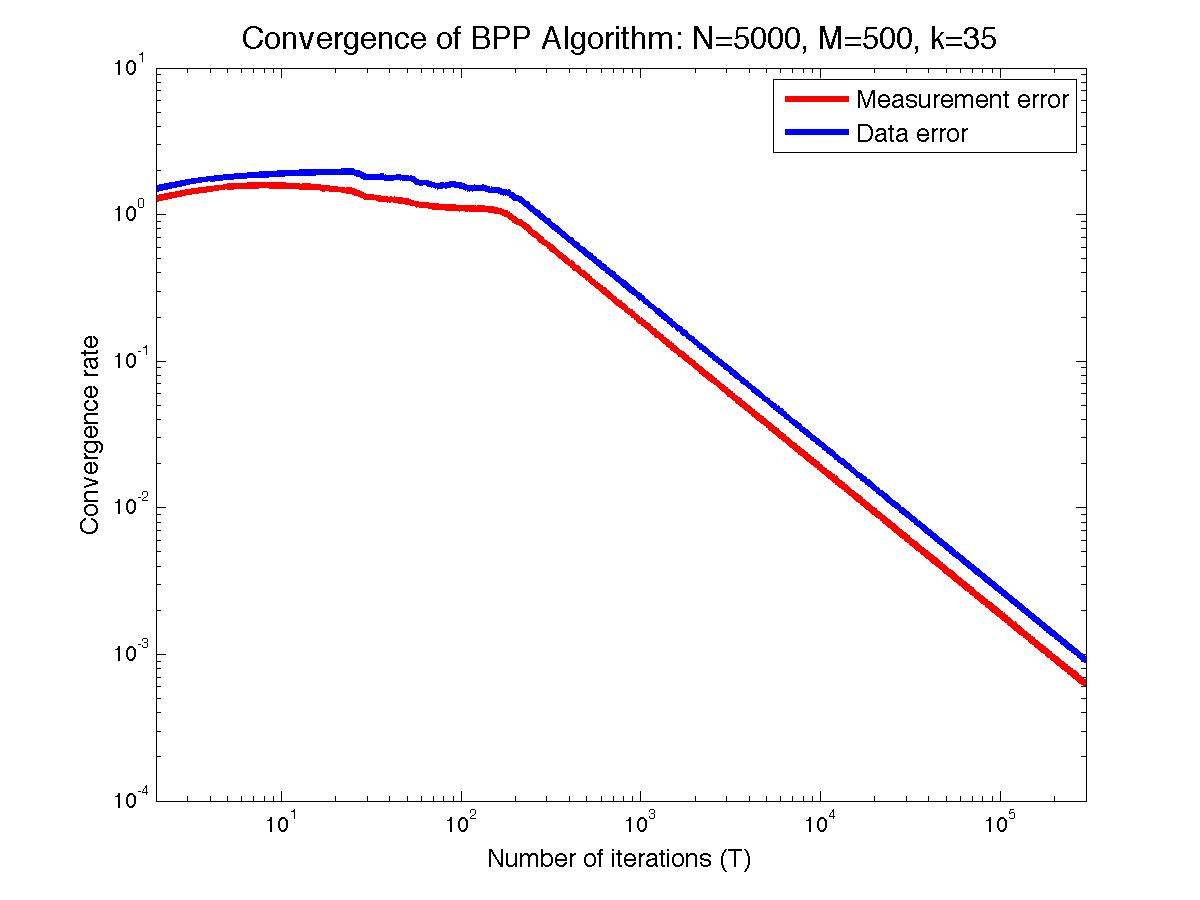 Convergence of BPP Algorithm: N=5000, M=500, k=35
10^1
10^0
10^-1
10^-2
10^-3
10^-4
Convergence rate
Measurement error
Data error
10^1 10^2 10^3 10^4 10^5
Number of iterations (T)